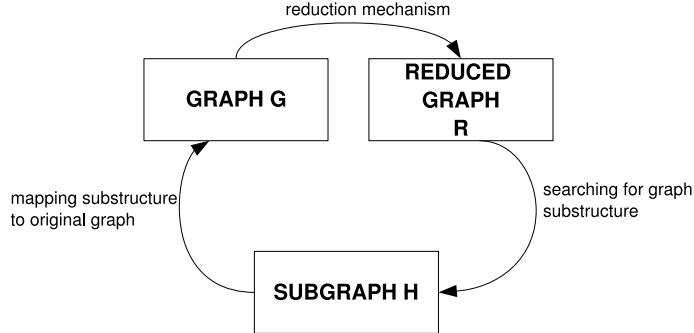 reduction mechanism
GRAPH G
REDUCED
GRAPH
R
mapping substructure
to original graph
searching for graph
substructure
SUBGRAPH H